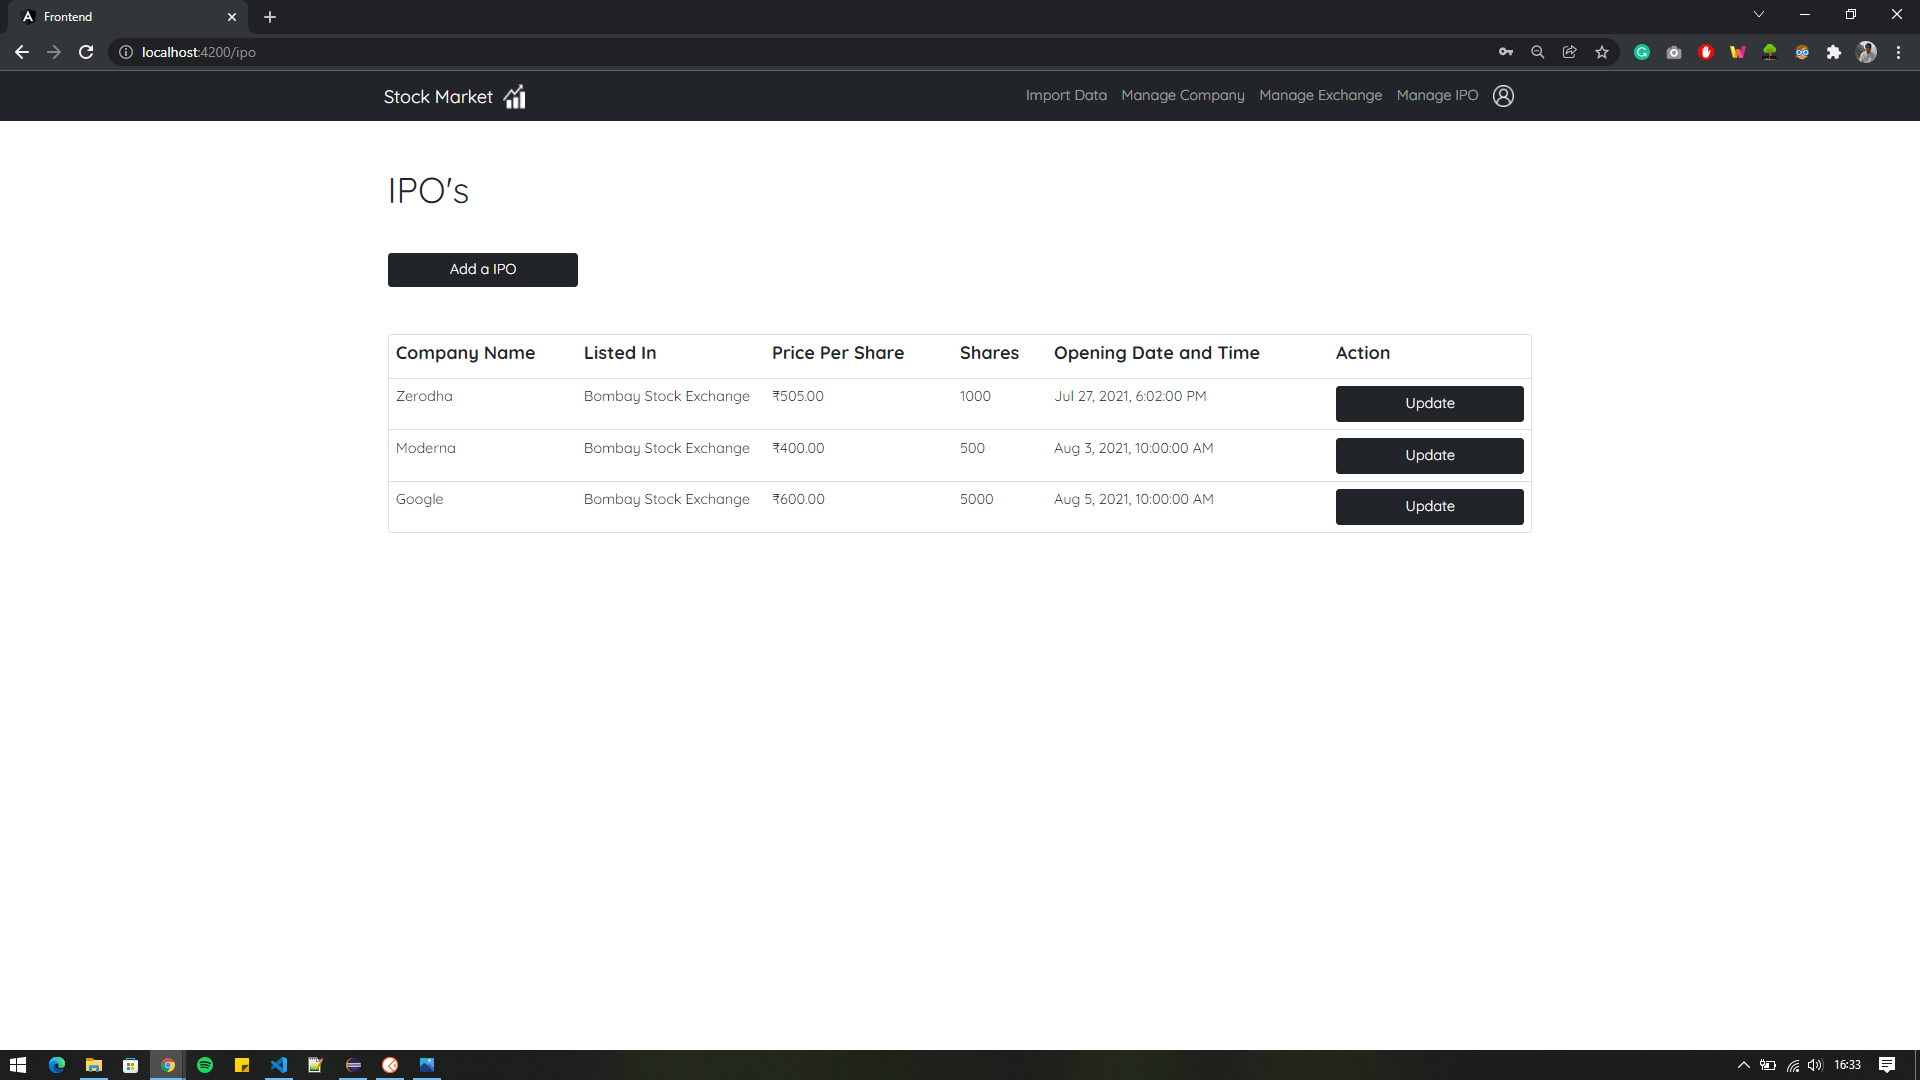 Frontend
localhost:4200/ipo
Stock Market Import Data Manage Company Manage Exchange Manage IPO
IPO's
Add a IPO
Company Name Listed In Price Per Share Shares Opening Date and Time Action
Zerodha Bombay Stock Exchange ₹505.00 1000 Jul 27, 2021, 6:02:00 PM Update
Moderna Bombay Stock Exchange ₹400.00 500 Aug 3, 2021, 10:00:00 AM Update
Google Bombay Stock Exchange ₹600.00 5000 Aug 5, 2021, 10:00:00 AM Update
16:33